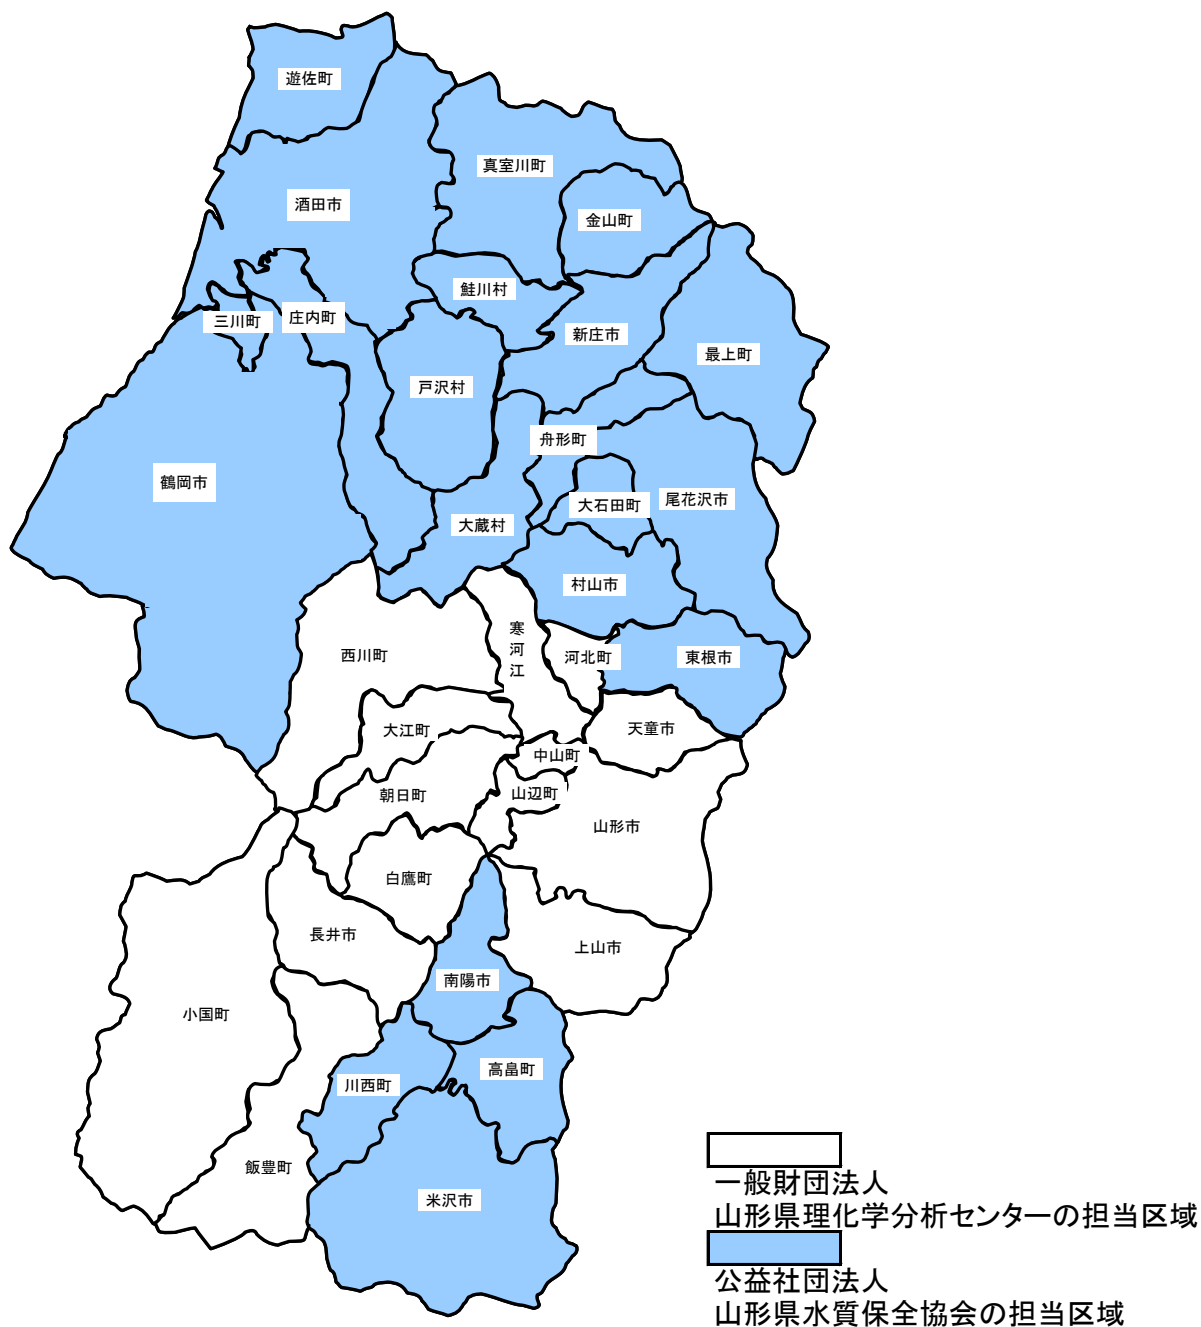 遊佐町
真室川町
酒田市
金山町
鮭川村
三川町
庄内町
新庄市
最上町
戸沢村
舟形町
鶴岡市
大石田町
尾花沢市
大蔵村
村山市
寒河江
西川町
河北町
東根市
大江町
天童市
中山町
朝日町
山辺町
山形市
白鷹町
長井市
上山市
南陽市
小国町
高畠町
川西町
飯豊町
米沢市
一般財団法人
山形県理化学分析センターの担当区域
公益社団法人
山形県水質保全協会の担当区域